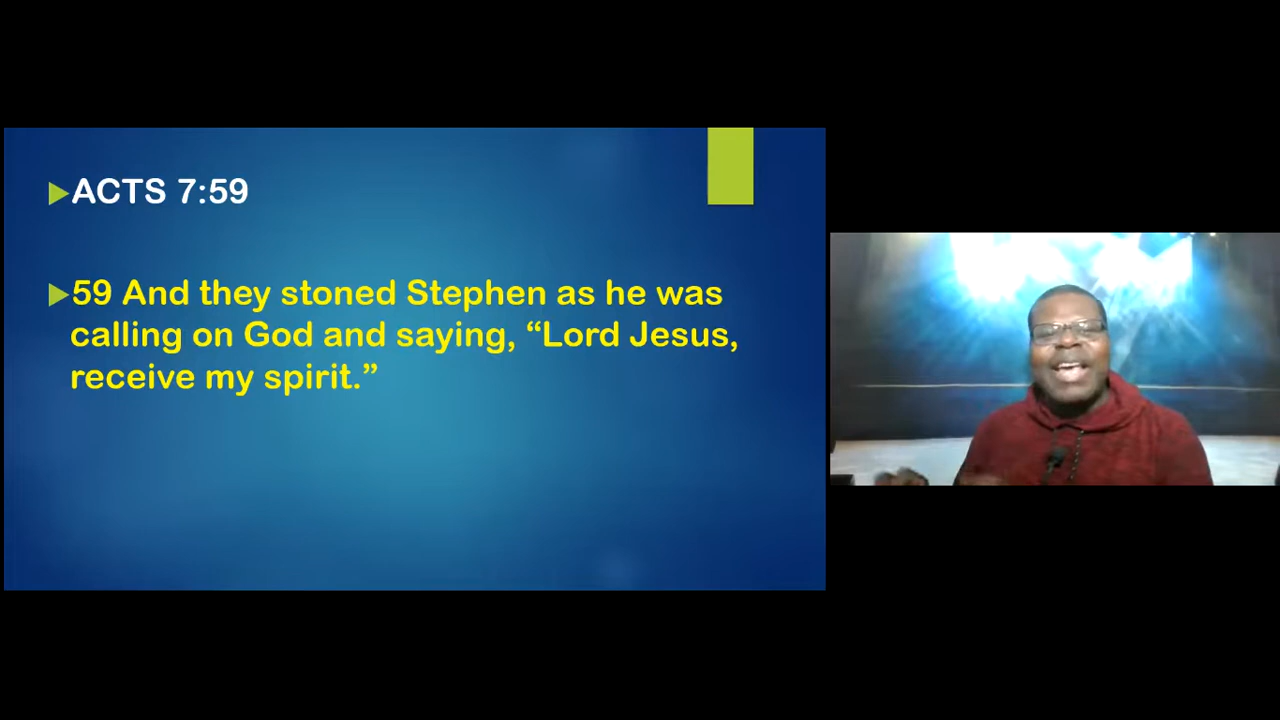 ACTS 7:59
59 And they stoned Stephen as he was
calling on God and saying, “Lord Jesus,
receive my spirit.”